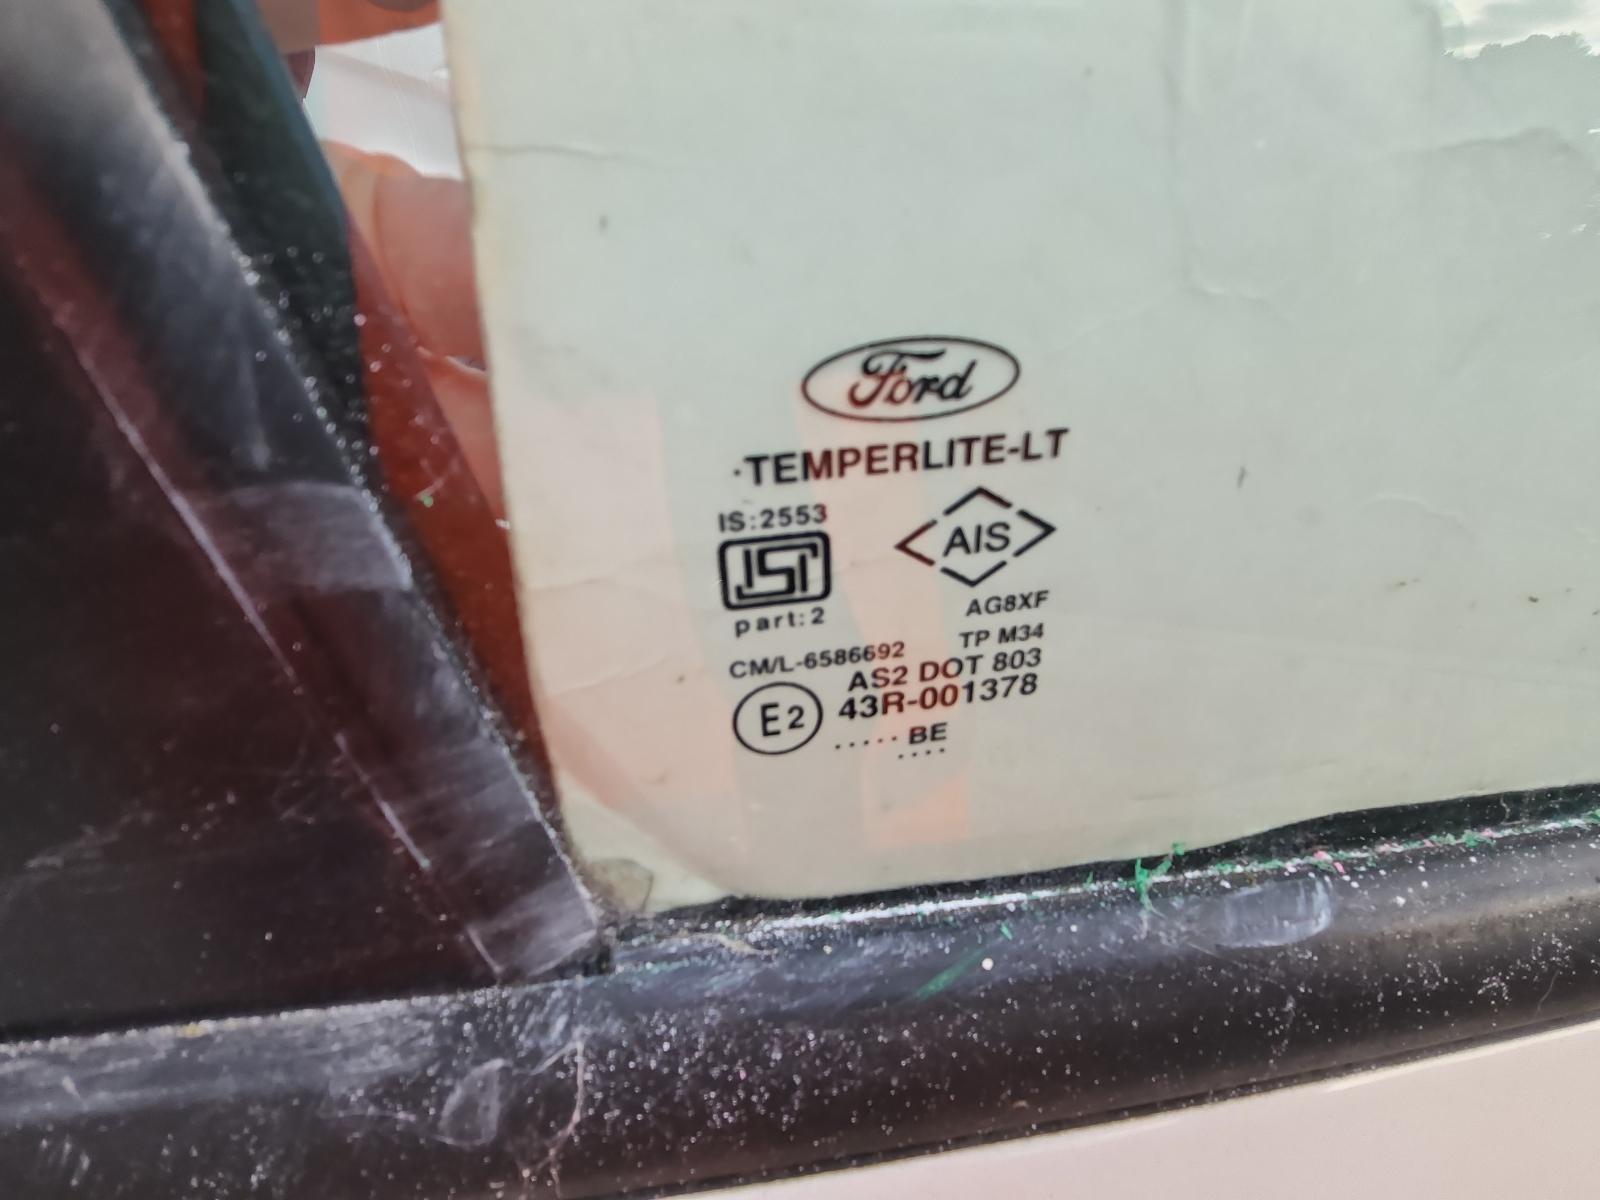 Ford
·TEMPERLITE-LT
IS:2553
ISI
part:2
AIS
AG8XF
CM/L-6586692 TP M34
AS2 DOT 803
E2 43R-001378
..... BE
....